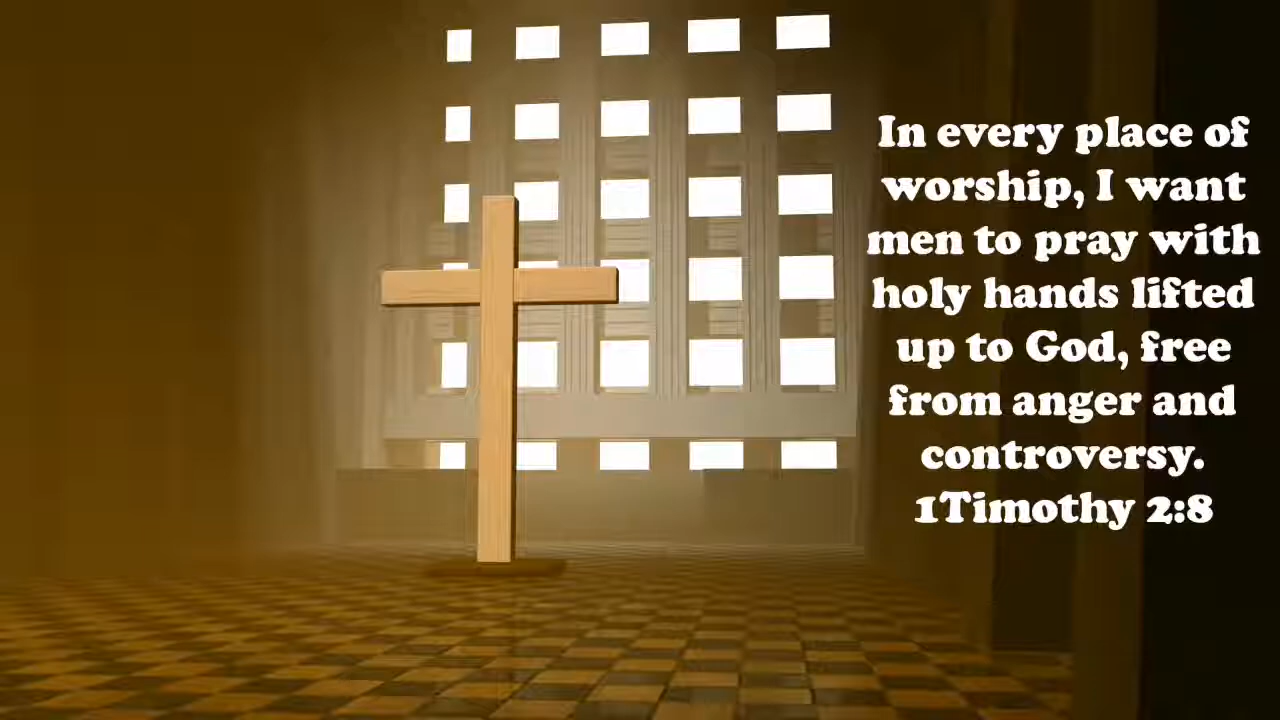 In every place of
worship, I want
men to pray with
holy hands lifted
up to God, free
from anger and
controversy.
1Timothy 2:8